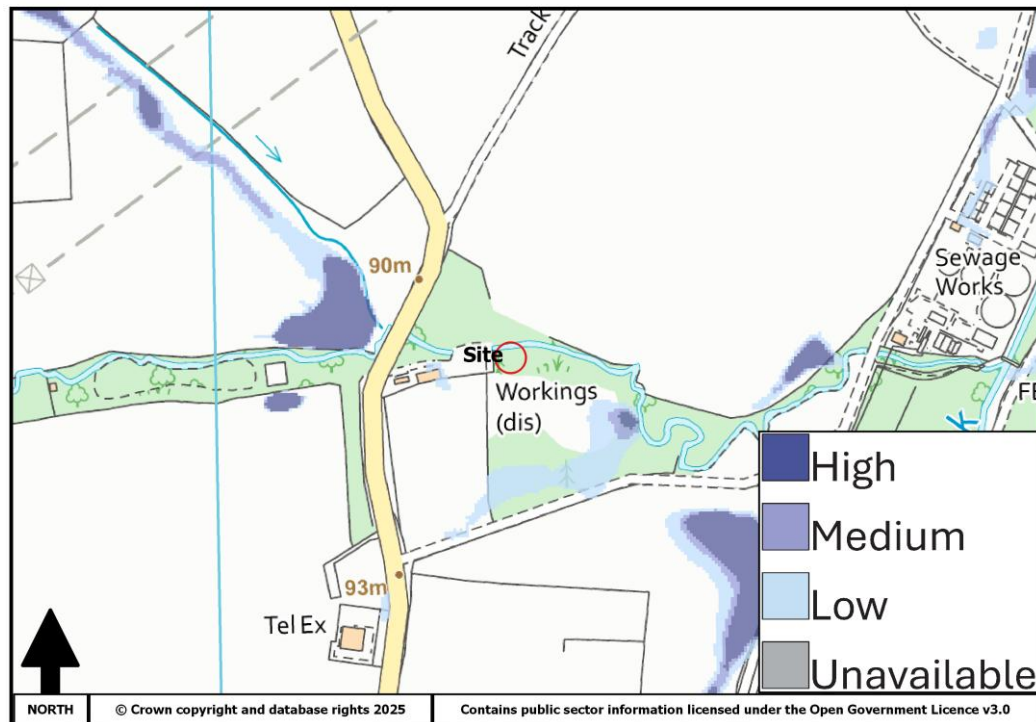 Track
90m
Sewage
Works
Site
Workings
(dis)
FB
K
93m
Tel Ex
High
Medium
Low
Unavailable
NORTH
© Crown copyright and database rights 2025
Contains public sector information licensed under the Open Government Licence v3.0